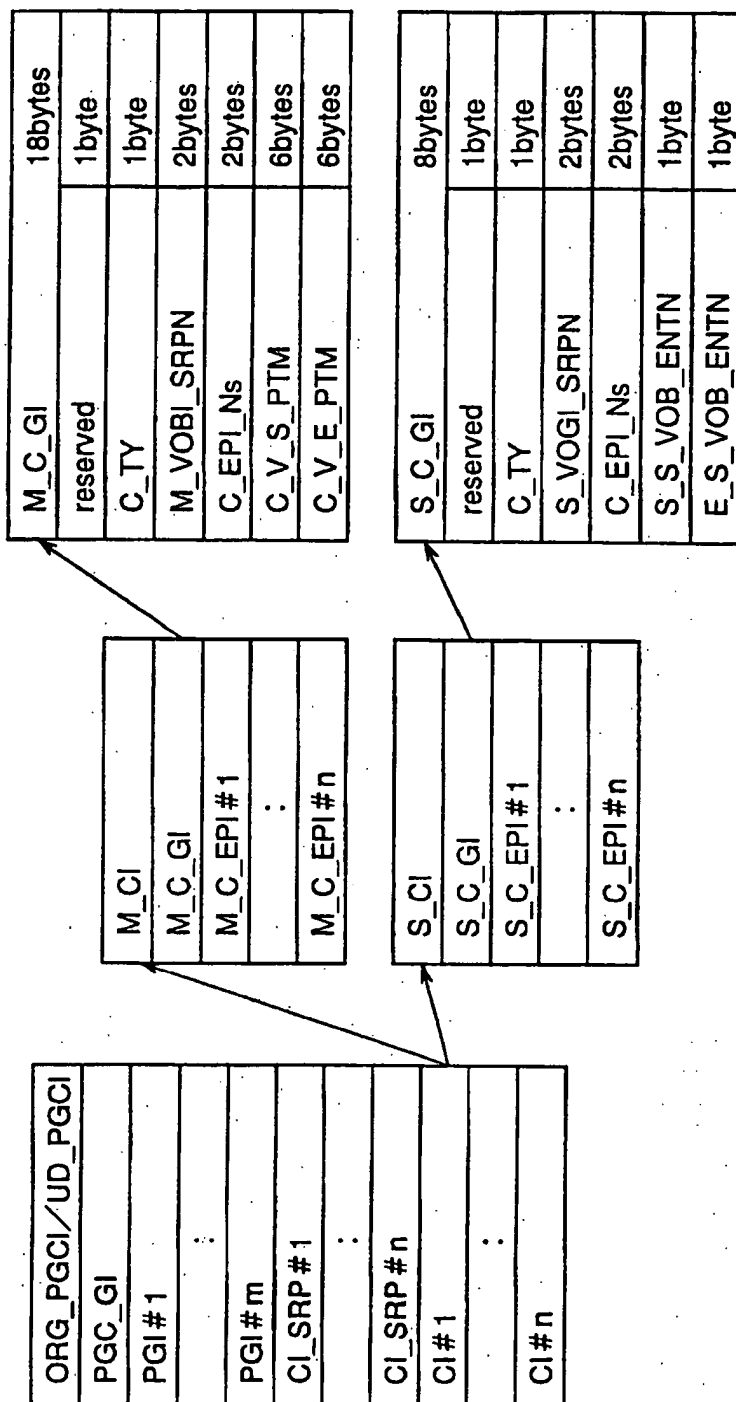 ORG_PGCI/UD_PGCI
PGC_GI
PGI#1
:
PGI#m
CI_SRP#1
:
CI_SRP#n
CI#1
:
CI#n
M_CI
M_C_GI
M_C_EPI#1
:
M_C_EPI#n
S_CI
S_C_GI
S_C_EPI#1
:
S_C_EPI#n
M_C_GI 18bytes
reserved 1byte
C_TY 1byte
M_VOBI_SRPN 2bytes
C_EPI_Ns 2bytes
C_V_S_PTM 6bytes
C_V_E_PTM 6bytes
S_C_GI 8bytes
reserved 1byte
C_TY 1byte
S_VOGI_SRPN 2bytes
C_EPI_Ns 2bytes
S_S_VOB_ENTN 1byte
E_S_VOB_ENTN 1byte